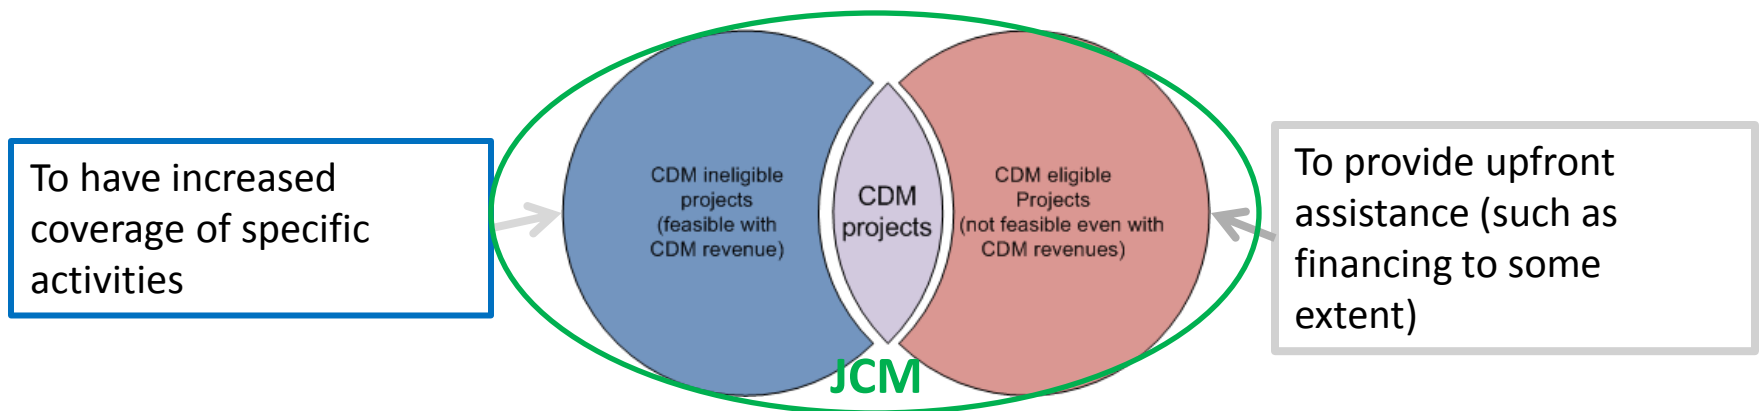 To have increased
coverage of specific
activities
CDM ineligible
projects
(feasible with
CDM revenue)
CDM
projects
CDM eligible
Projects
(not feasible even with
CDM revenues)
To provide upfront
assistance (such as
financing to some
extent)
JCM